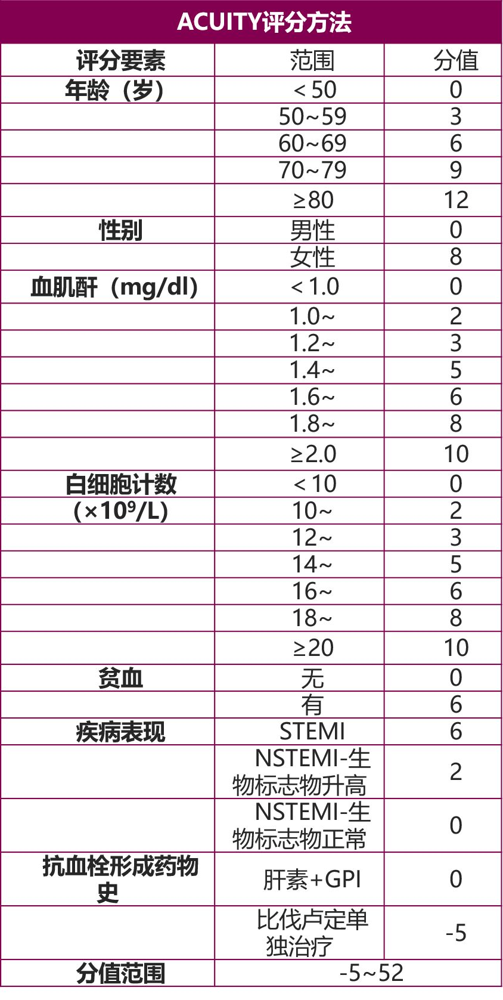 ACUITY评分方法
评分要素 范围 分值
年龄（岁） ＜50 0
50~59 3
60~69 6
70~79 9
≥80 12
性别 男性 0
女性 8
血肌酐（mg/dl） ＜1.0 0
1.0~ 2
1.2~ 3
1.4~ 5
1.6~ 6
1.8~ 8
≥2.0 10
白细胞计数 ＜10 0
（×10⁹/L） 10~ 2
12~ 3
14~ 5
16~ 6
18~ 8
≥20 10
贫血 无 0
有 6
疾病表现 STEMI 6
NSTEMI-生
物标志物升高 2
NSTEMI-生
物标志物正常 0
抗血栓形成药物
史 肝素+GPI 0
比伐卢定单
独治疗 -5
分值范围 -5~52